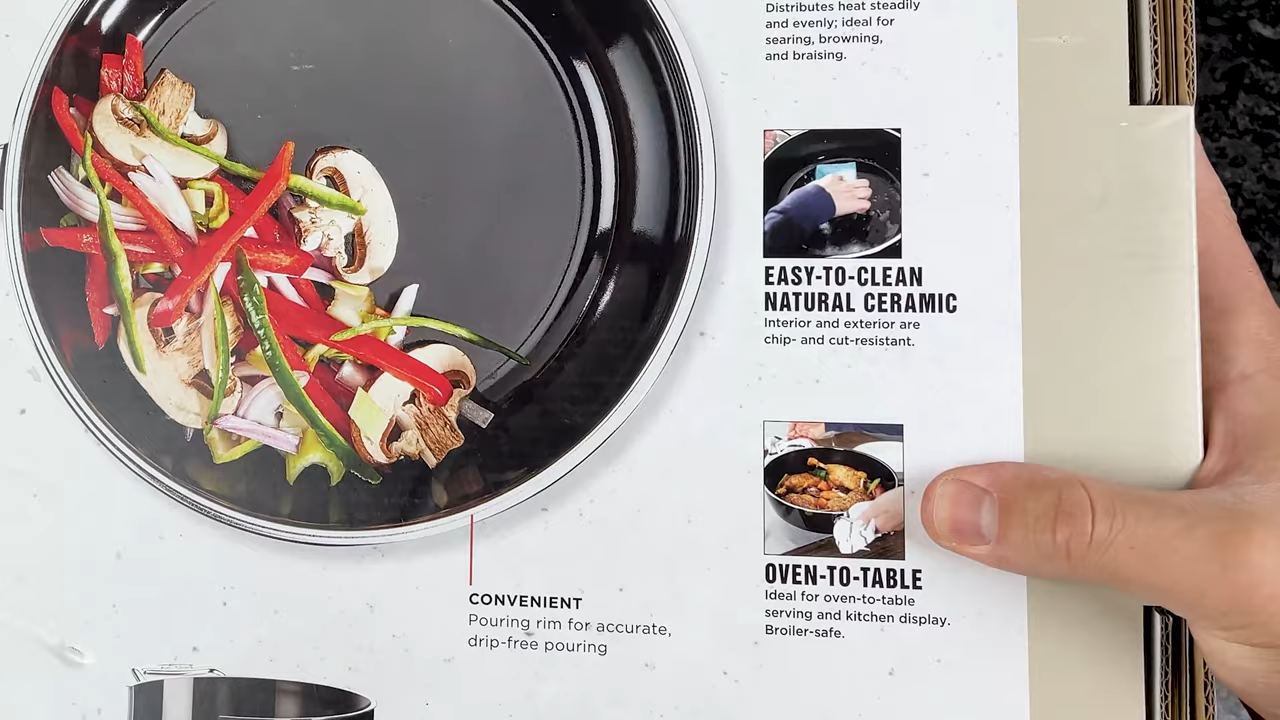 Distributes heat steadily
and evenly; ideal for
searing, browning,
and braising.
EASY-TO-CLEAN
NATURAL CERAMIC
Interior and exterior are
chip- and cut-resistant.
OVEN-TO-TABLE
Ideal for oven-to-table
serving and kitchen display.
Broiler-safe.
CONVENIENT
Pouring rim for accurate,
drip-free pouring